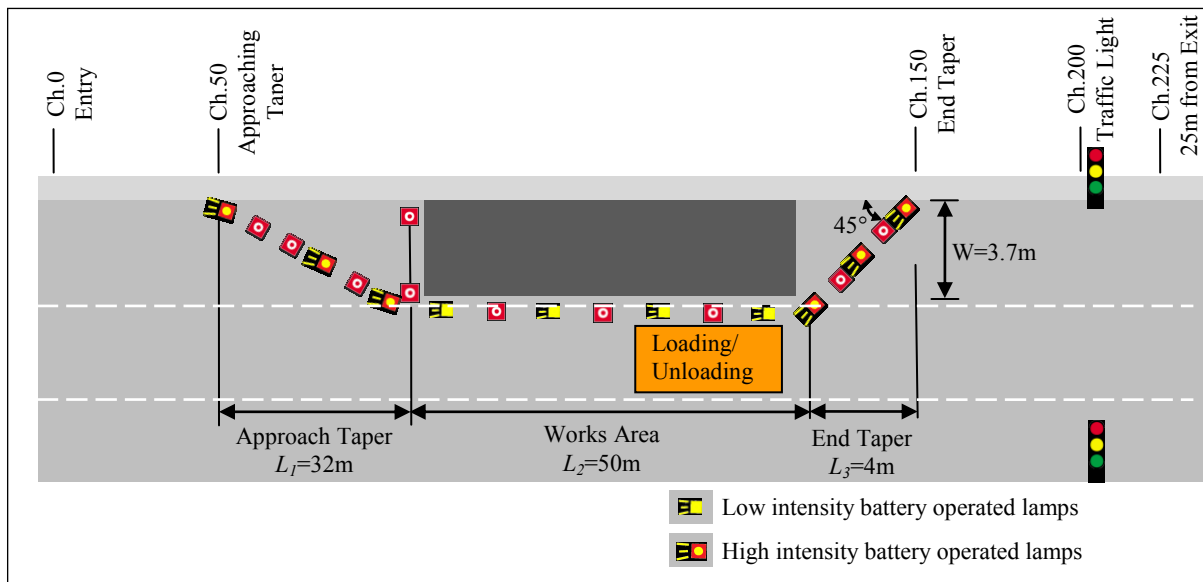 Ch.0
Entry
Ch.50
Approaching
Taper
Ch.150
End Taper
Ch.200
Traffic Light
Ch.225
25m from Exit
45°
W=3.7m
Loading/
Unloading
Approach Taper
L1=32m
Works Area
L2=50m
End Taper
L3=4m
Low intensity battery operated lamps
High intensity battery operated lamps